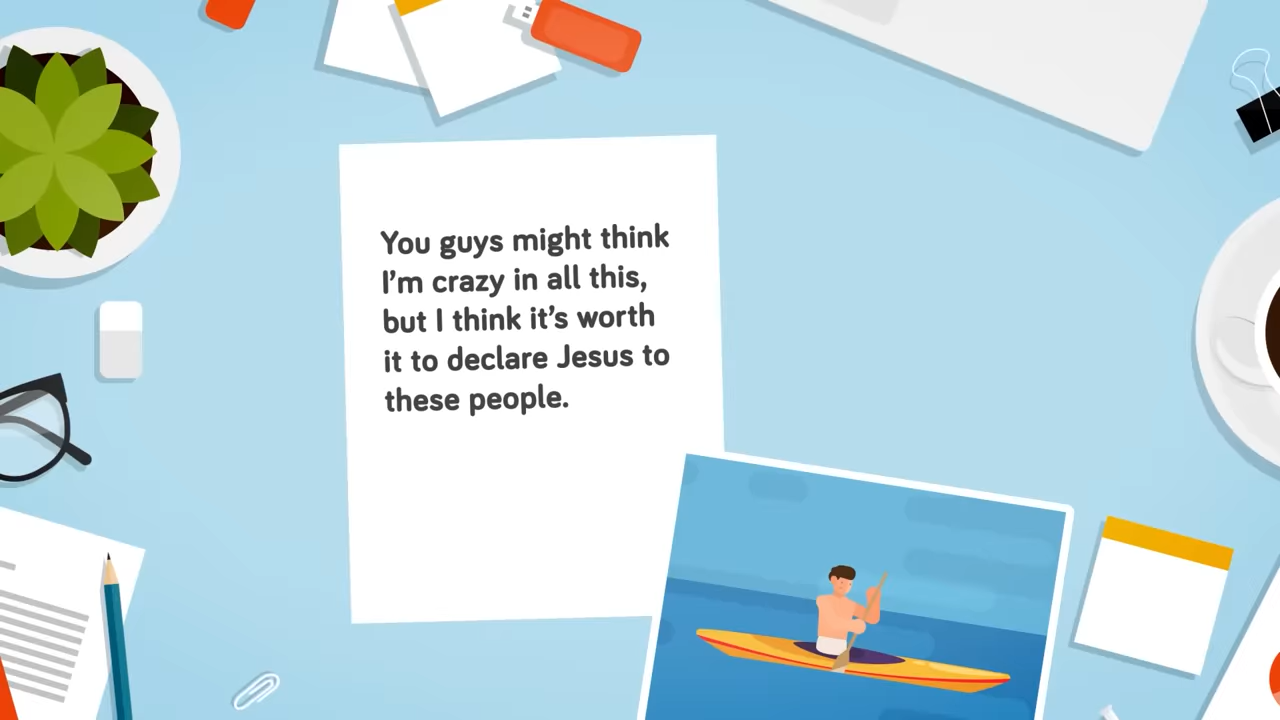 You guys might think
I'm crazy in all this,
but I think it's worth
it to declare Jesus to
these people.